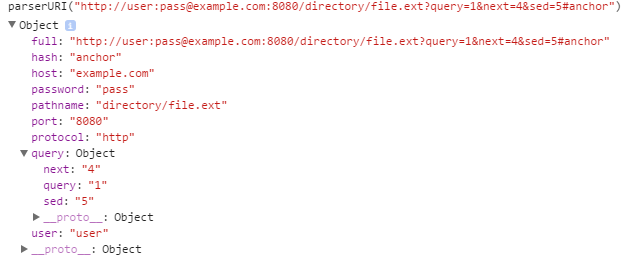 parserURI("http://user:pass@example.com:8080/directory/file.ext?query=1&next=4&sed=5#anchor")
▼ Object i
full: "http://user:pass@example.com:8080/directory/file.ext?query=1&next=4&sed=5#anchor"
hash: "anchor"
host: "example.com"
password: "pass"
pathname: "directory/file.ext"
port: "8080"
protocol: "http"
▼ query: Object
next: "4"
query: "1"
sed: "5"
▶ __proto__: Object
user: "user"
▶ __proto__: Object